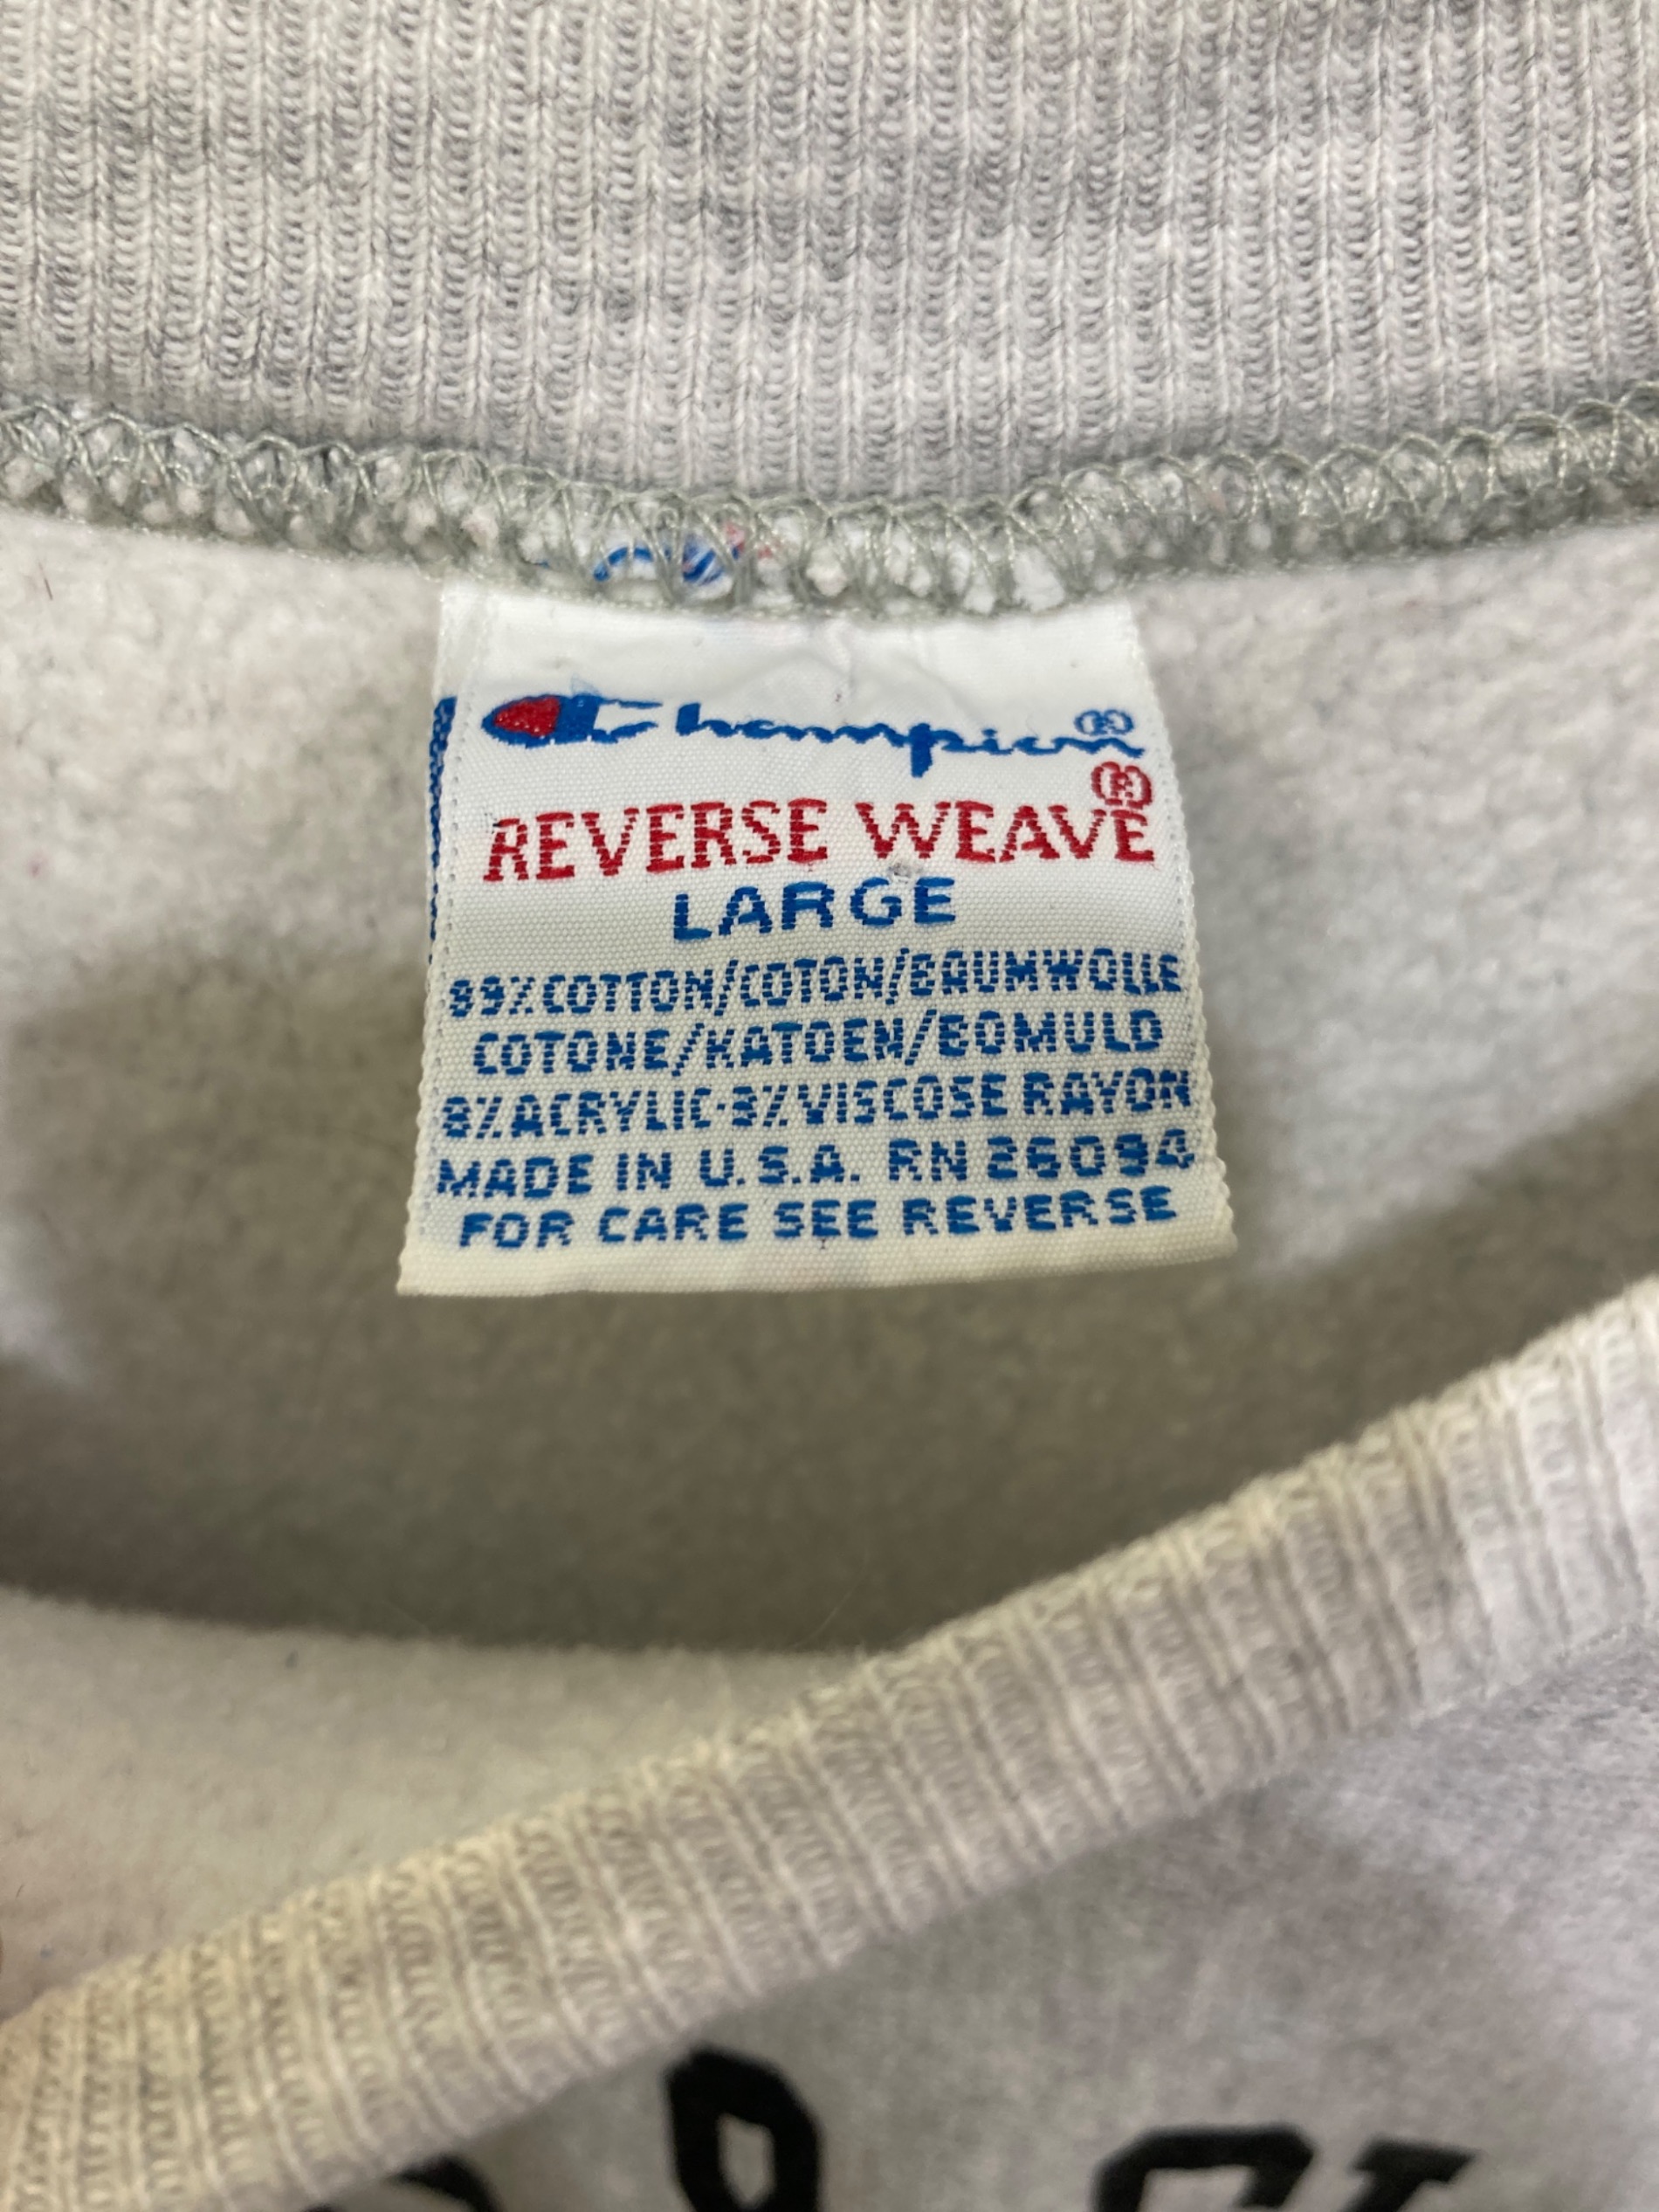 Champion®
REVERSE WEAVE®
LARGE
89% COTTON/COTON/BAUMWOLLE
COTONE/KATOEN/BOMULD
8% ACRYLIC·3% VISCOSE RAYON
MADE IN U.S.A. RN 26094
FOR CARE SEE REVERSE